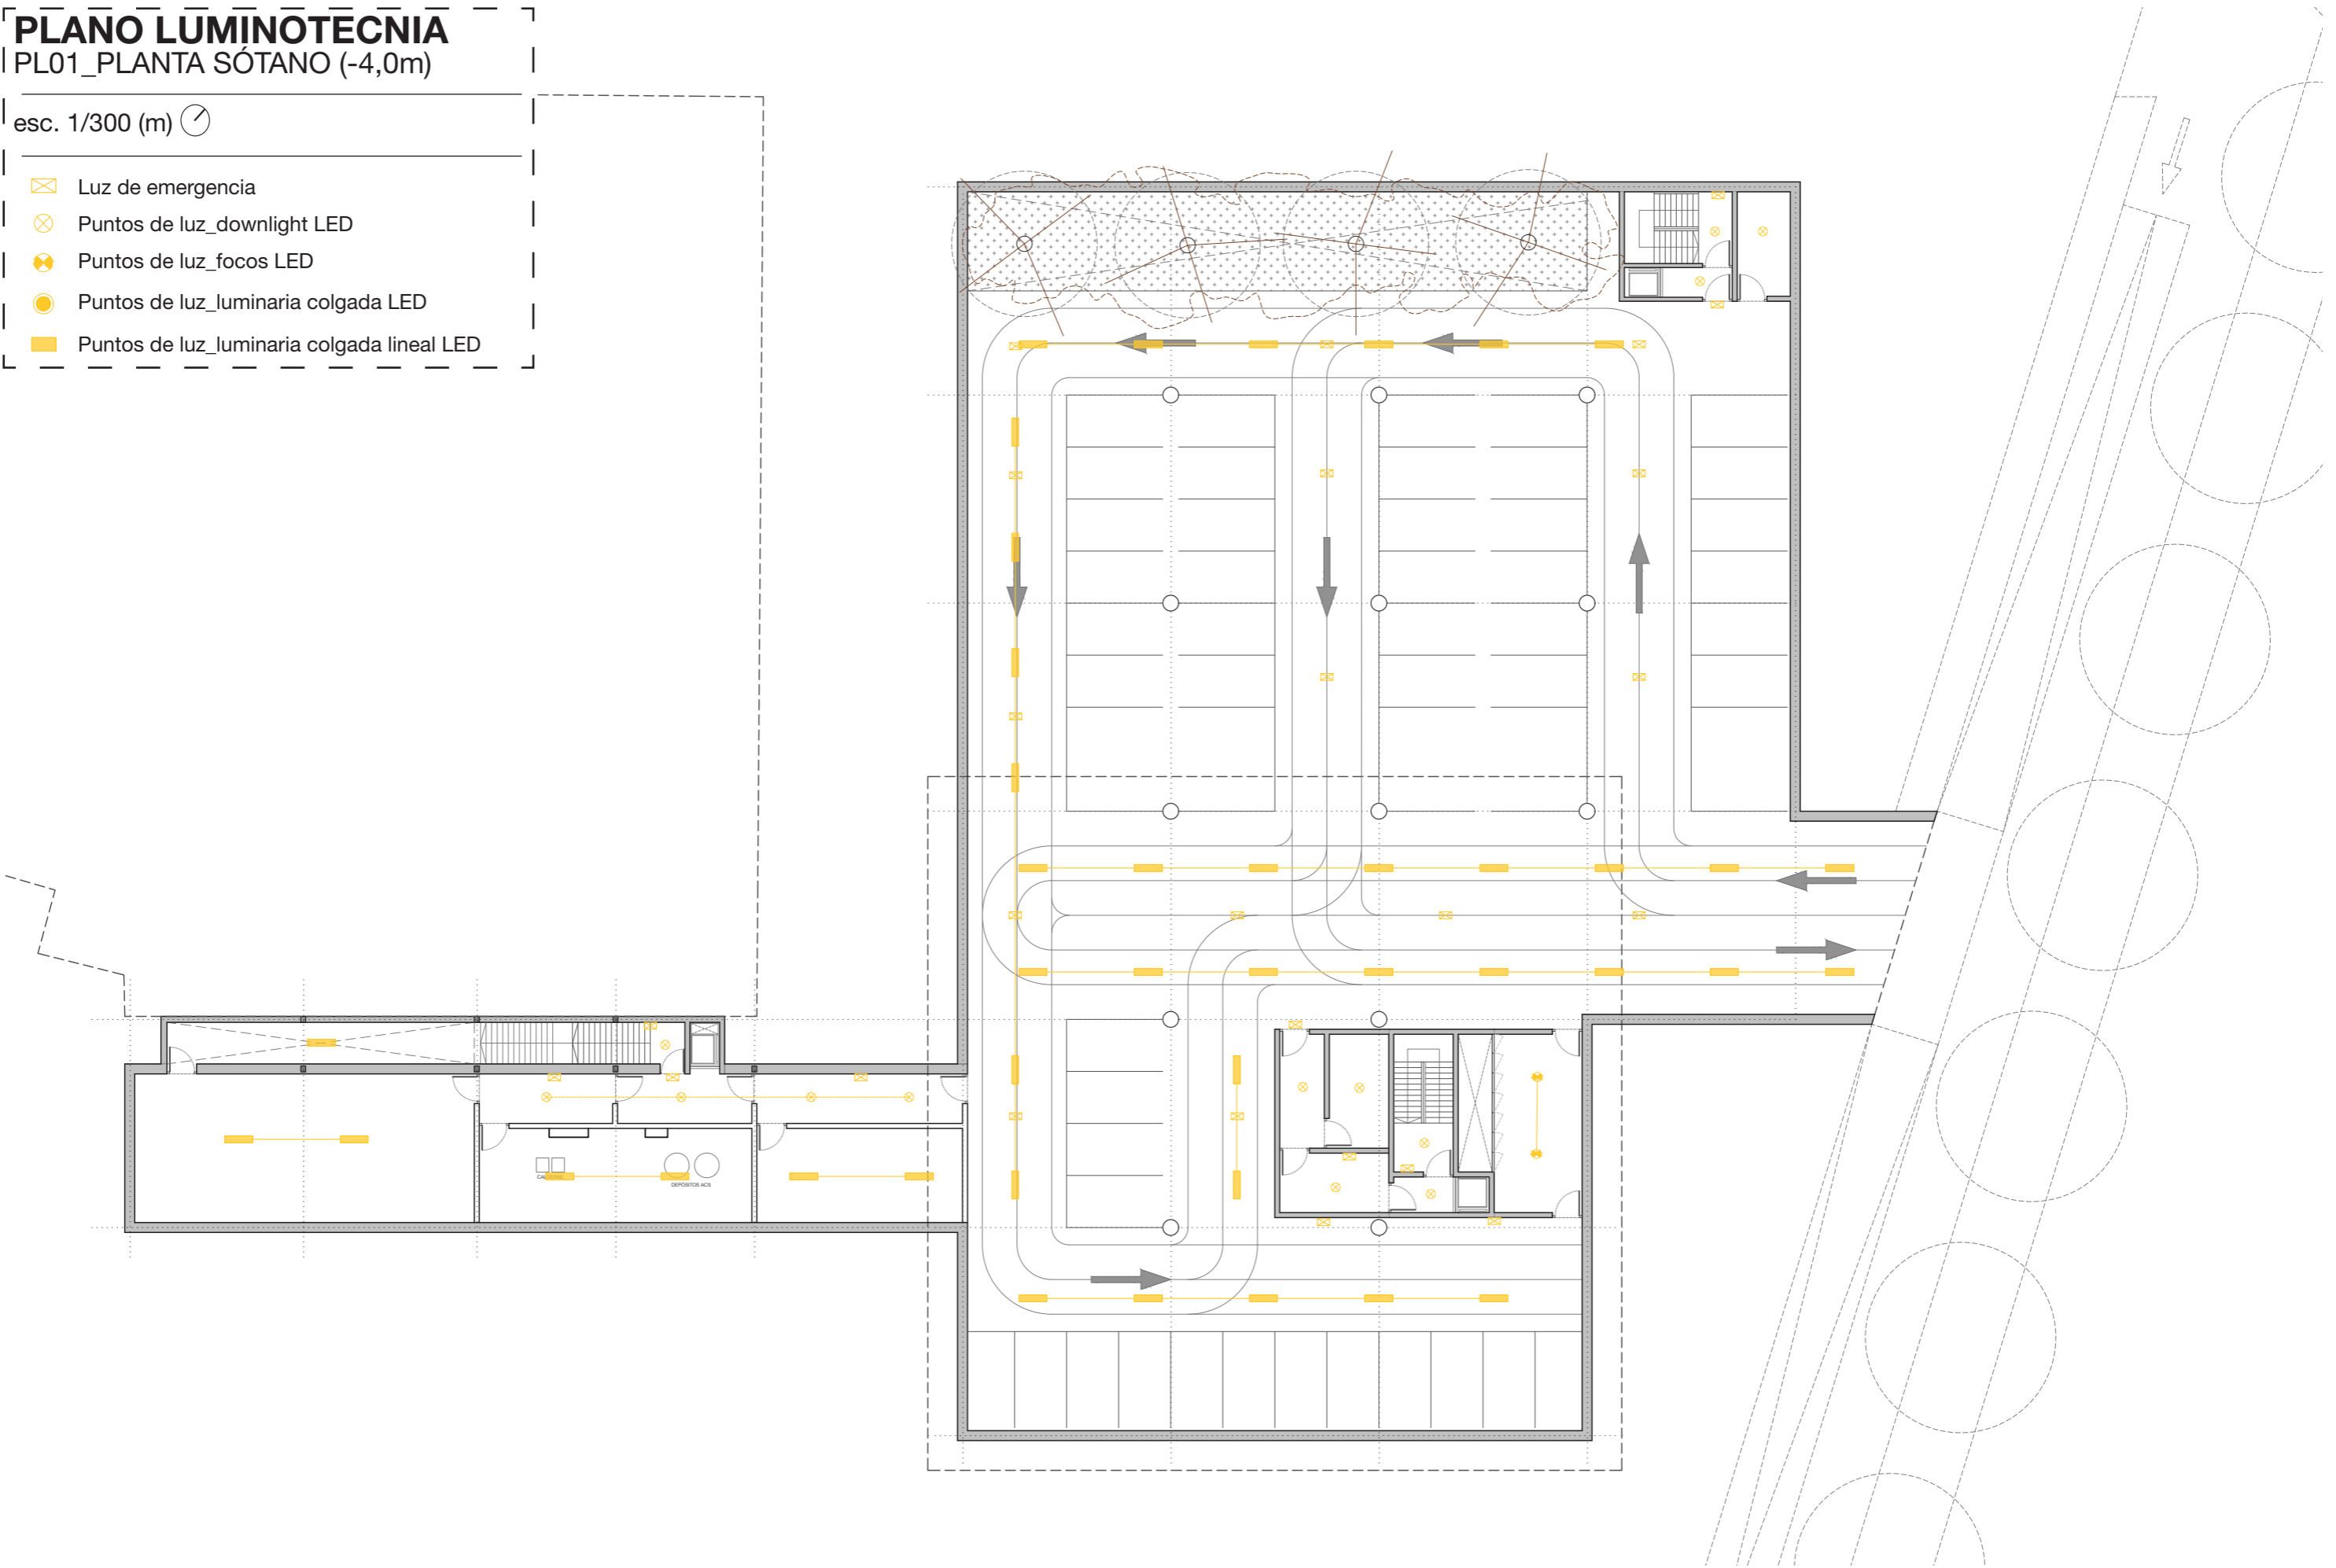 PLANO LUMINOTECNIA
PL01_PLANTA SÓTANO (-4,0m)
esc. 1/300 (m)
Luz de emergencia
Puntos de luz_downlight LED
Puntos de luz_focos LED
Puntos de luz_luminaria colgada LED
Puntos de luz_luminaria colgada lineal LED
DEPÓSITOS ACS